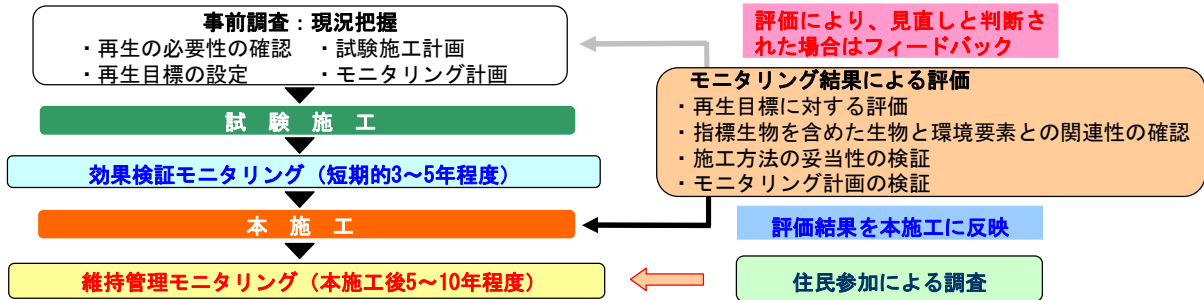 事前調査：現況把握
・再生の必要性の確認　・試験施工計画
・再生目標の設定　・モニタリング計画
試　験　施　工
効果検証モニタリング（短期的3～5年程度）
本　施　工
維持管理モニタリング（本施工後5～10年程度）
評価により、見直しと判断さ
れた場合はフィードバック
モニタリング結果による評価
・再生目標に対する評価
・指標生物を含めた生物と環境要素との関連性の確認
・施工方法の妥当性の検証
・モニタリング計画の検証
評価結果を本施工に反映
住民参加による調査